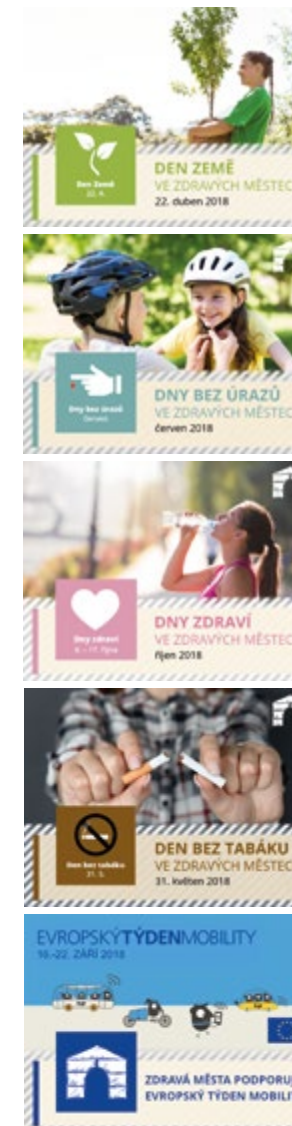 Den Země
22. 4.
DEN ZEMĚ
VE ZDRAVÝCH MĚSTEC
22. duben 2018
Dny bez úrazů
červen
DNY BEZ ÚRAZŮ
VE ZDRAVÝCH MĚSTEC
červen 2018
Dny zdraví
DNY ZDRAVÍ
VE ZDRAVÝCH MĚSTEC
říjen 2018
Den bez tabáku
31. 5.
DEN BEZ TABÁKU
VE ZDRAVÝCH MĚSTEC
31. květen 2018
EVROPSKÝTÝDENMOBILITY
16.-22. ZÁŘÍ 2018
ZDRAVÁ MĚSTA PODPORUJ
EVROPSKÝ TÝDEN MOBILI